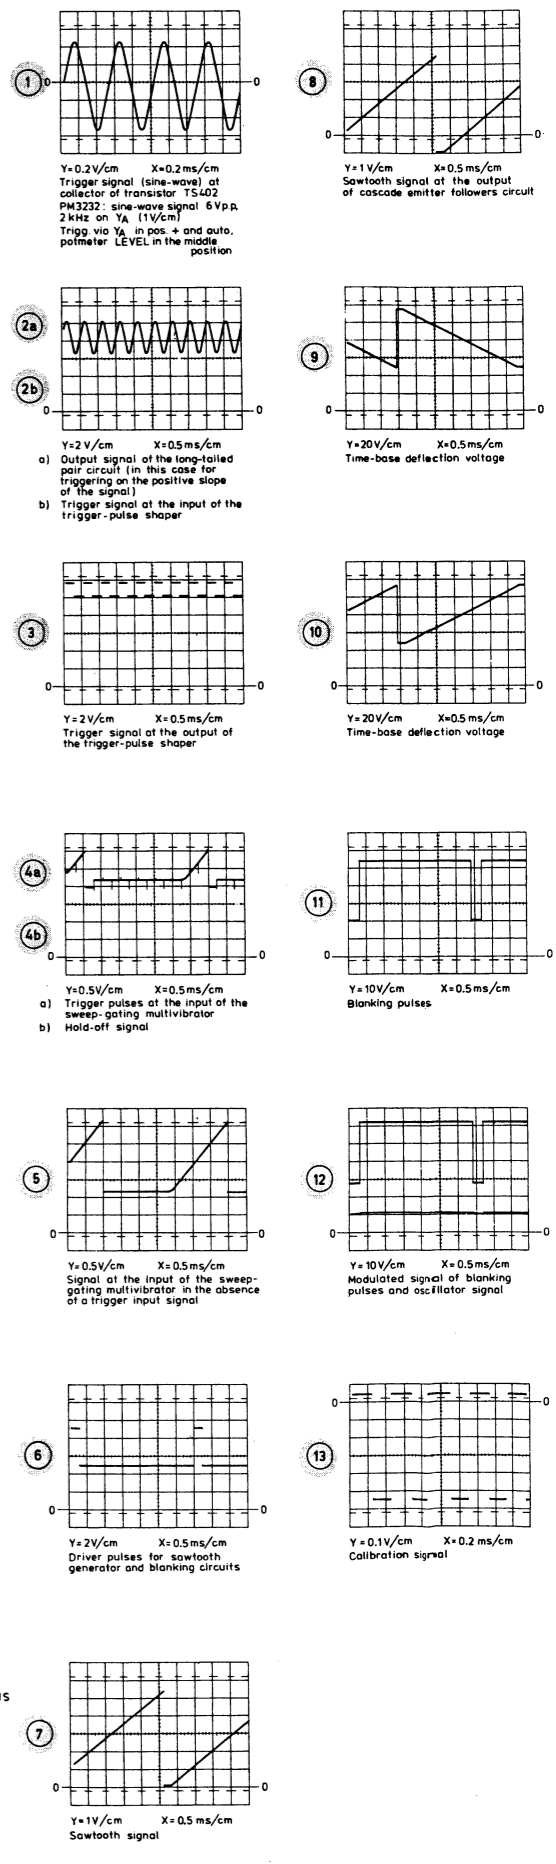 1
0
0
Y=0.2V/cm X=0.2ms/cm
Trigger signal (sine-wave) at
collector of transistor TS402
PM3232: sine-wave signal 6Vpp,
2kHz on YA (1V/cm)
Trigg. via YA in pos. + and auto,
potmeter LEVEL in the middle
position
2a
2b
0
0
Y=2V/cm X=0.5ms/cm
a) Output signal of the long-tailed
pair circuit (in this case for
triggering on the positive slope
of the signal)
b) Trigger signal at the input of the
trigger-pulse shaper
3
0
0
Y=2V/cm X=0.5ms/cm
Trigger signal at the output of
the trigger-pulse shaper
4a
4b
0
0
Y=0.5V/cm X=0.5ms/cm
a) Trigger pulses at the input of the
sweep-gating multivibrator
b) Hold-off signal
5
0
0
Y=0.5V/cm X=0.5ms/cm
Signal at the input of the sweep-
gating multivibrator in the absence
of a trigger input signal
6
0
0
Y=2V/cm X=0.5ms/cm
Driver pulses for sawtooth
generator and blanking circuits
IS
7
0
0
Y=1V/cm X=0.5ms/cm
Sawtooth signal
8
0
0
Y=1V/cm X=0.5ms/cm
Sawtooth signal at the output
of cascade emitter followers circuit
9
0
0
Y=20V/cm X=0.5ms/cm
Time-base deflection voltage
10
0
0
Y=20V/cm X=0.5ms/cm
Time-base deflection voltage
11
0
0
Y=10V/cm X=0.5ms/cm
Blanking pulses
12
0
0
Y=10V/cm X=0.5ms/cm
Modulated signal of blanking
pulses and oscillator signal
13
0
0
Y=0.1V/cm X=0.2ms/cm
Calibration signal